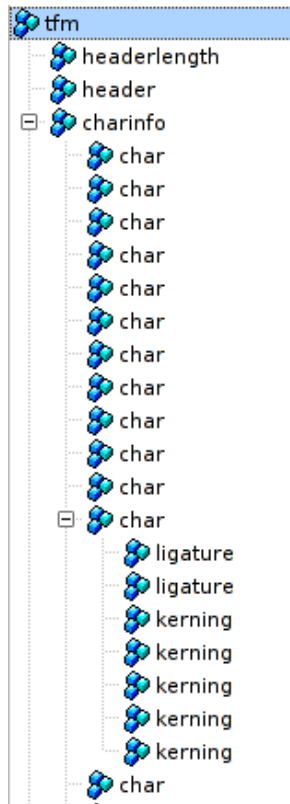 tfm
headerlength
header
charinfo
char
char
char
char
char
char
char
char
char
char
char
char
ligature
ligature
kerning
kerning
kerning
kerning
kerning
char